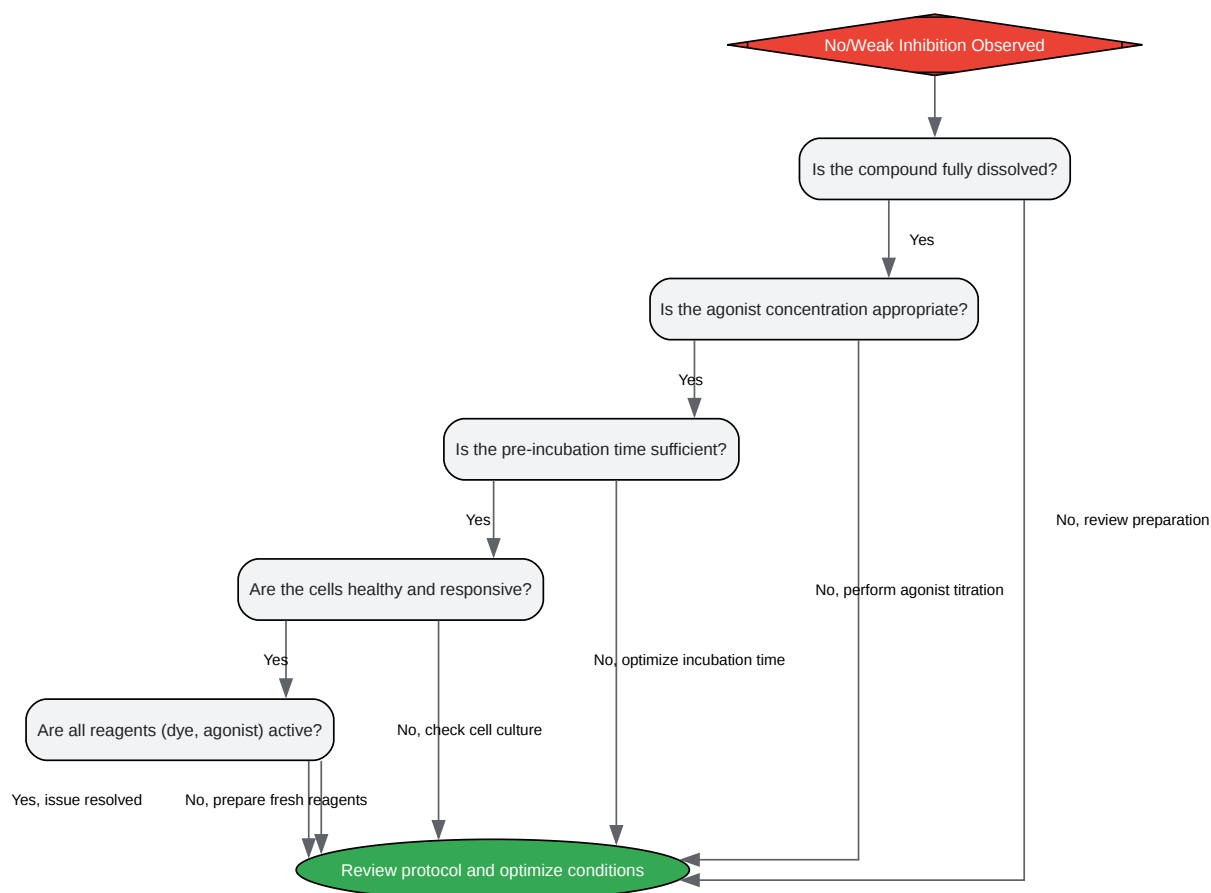 No/Weak Inhibition Observed
Is the compound fully dissolved?
Yes
Is the agonist concentration appropriate?
Yes
Is the pre-incubation time sufficient?
Yes
No, review preparation
Are the cells healthy and responsive?
No, perform agonist titration
Yes
No, optimize incubation time
Are all reagents (dye, agonist) active?
No, check cell culture
Yes, issue resolved
No, prepare fresh reagents
Review protocol and optimize conditions